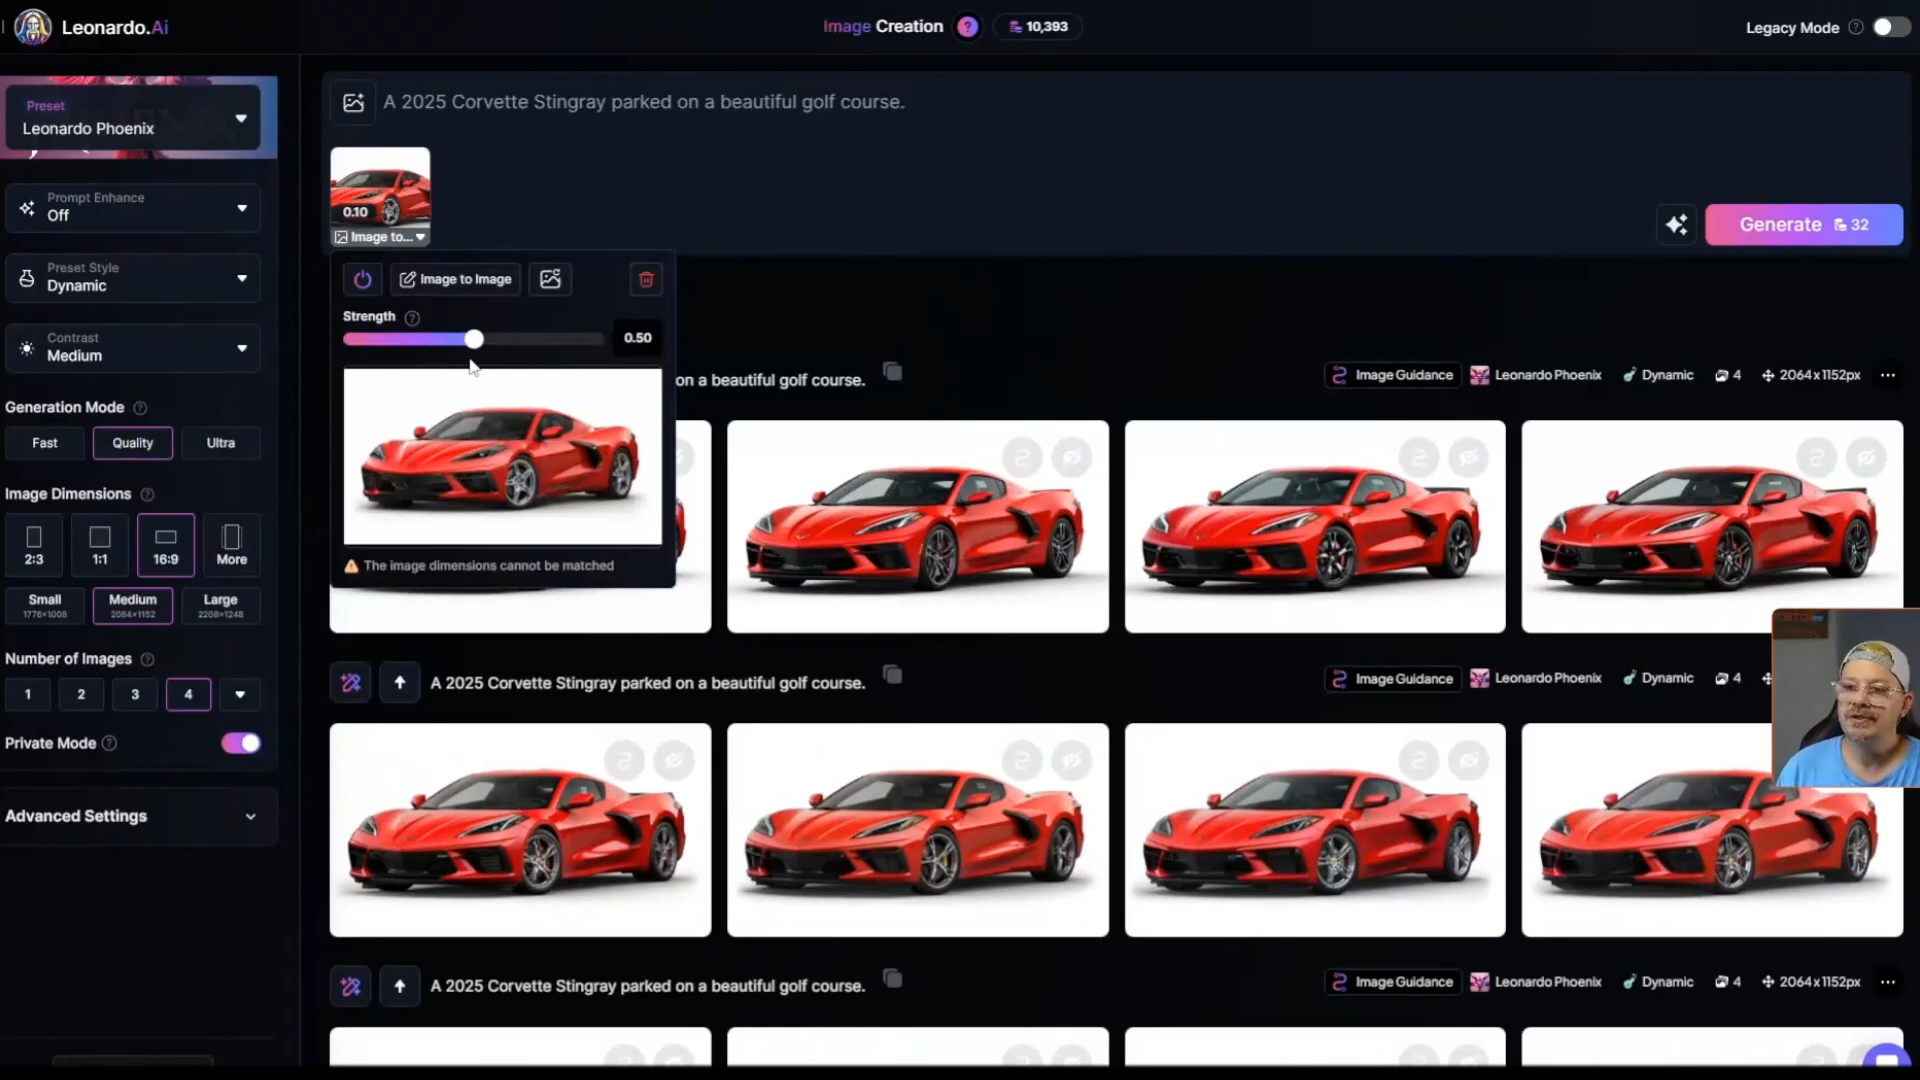 Leonardo.Ai
Image Creation
?
10,393
Legacy Mode
?
Preset
Leonardo Phoenix
A 2025 Corvette Stingray parked on a beautiful golf course.
Prompt Enhance
Off
0.10
Image to...
Generate 32
Preset Style
Dynamic
Image to Image
Strength ?
0.50
Contrast
Medium
on a beautiful golf course.
Image Guidance Leonardo Phoenix Dynamic 4 2064x1152px
Generation Mode ?
Fast Quality Ultra
Image Dimensions ?
2:3 1:1 16:9 More
The image dimensions cannot be matched
Small Medium Large
1776×1008 2064×1152 2208×1248
Number of Images ?
1 2 3 4
A 2025 Corvette Stingray parked on a beautiful golf course.
Image Guidance Leonardo Phoenix Dynamic 4
Private Mode ?
Advanced Settings
A 2025 Corvette Stingray parked on a beautiful golf course.
Image Guidance Leonardo Phoenix Dynamic 4 2064x1152px